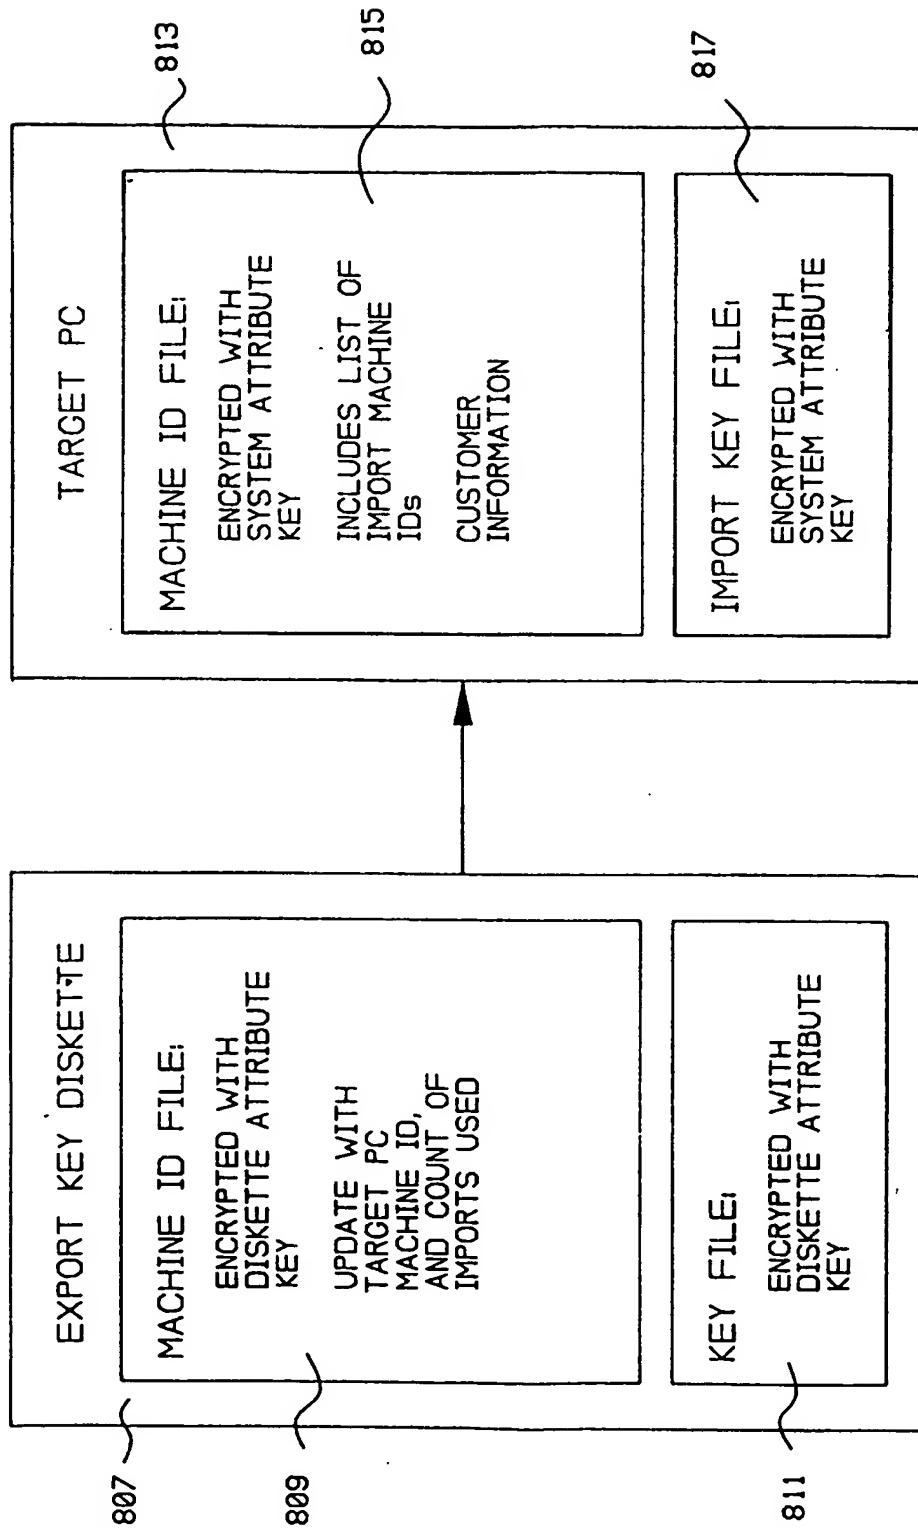 EXPORT KEY DISKETTE
MACHINE ID FILE:
ENCRYPTED WITH
DISKETTE ATTRIBUTE
KEY
UPDATE WITH
TARGET PC
MACHINE ID,
AND COUNT OF
IMPORTS USED
KEY FILE:
ENCRYPTED WITH
DISKETTE ATTRIBUTE
KEY
807
809
811
TARGET PC
MACHINE ID FILE:
ENCRYPTED WITH
SYSTEM ATTRIBUTE
KEY
INCLUDES LIST OF
IMPORT MACHINE
IDs
CUSTOMER
INFORMATION
IMPORT KEY FILE:
ENCRYPTED WITH
SYSTEM ATTRIBUTE
KEY
813
815
817